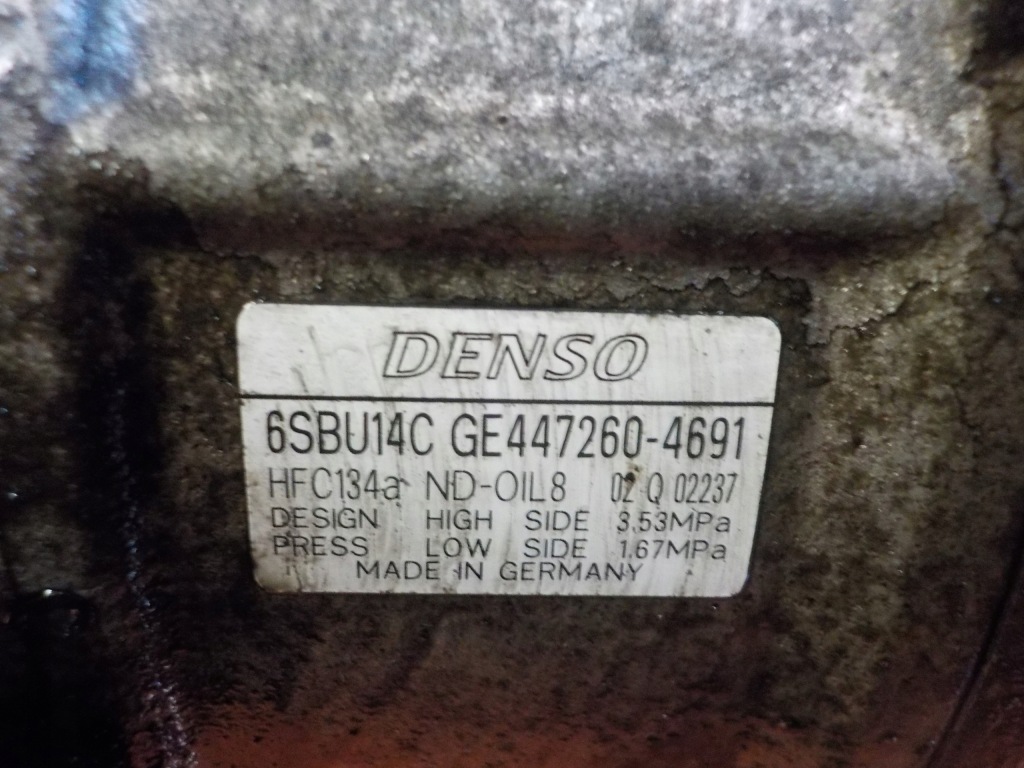 DENSO
6SBU14C GE447260-4691
HFC134a ND-OIL8 02 Q 02237
DESIGN HIGH SIDE 3.53MPa
PRESS LOW SIDE 1.67MPa
MADE IN GERMANY